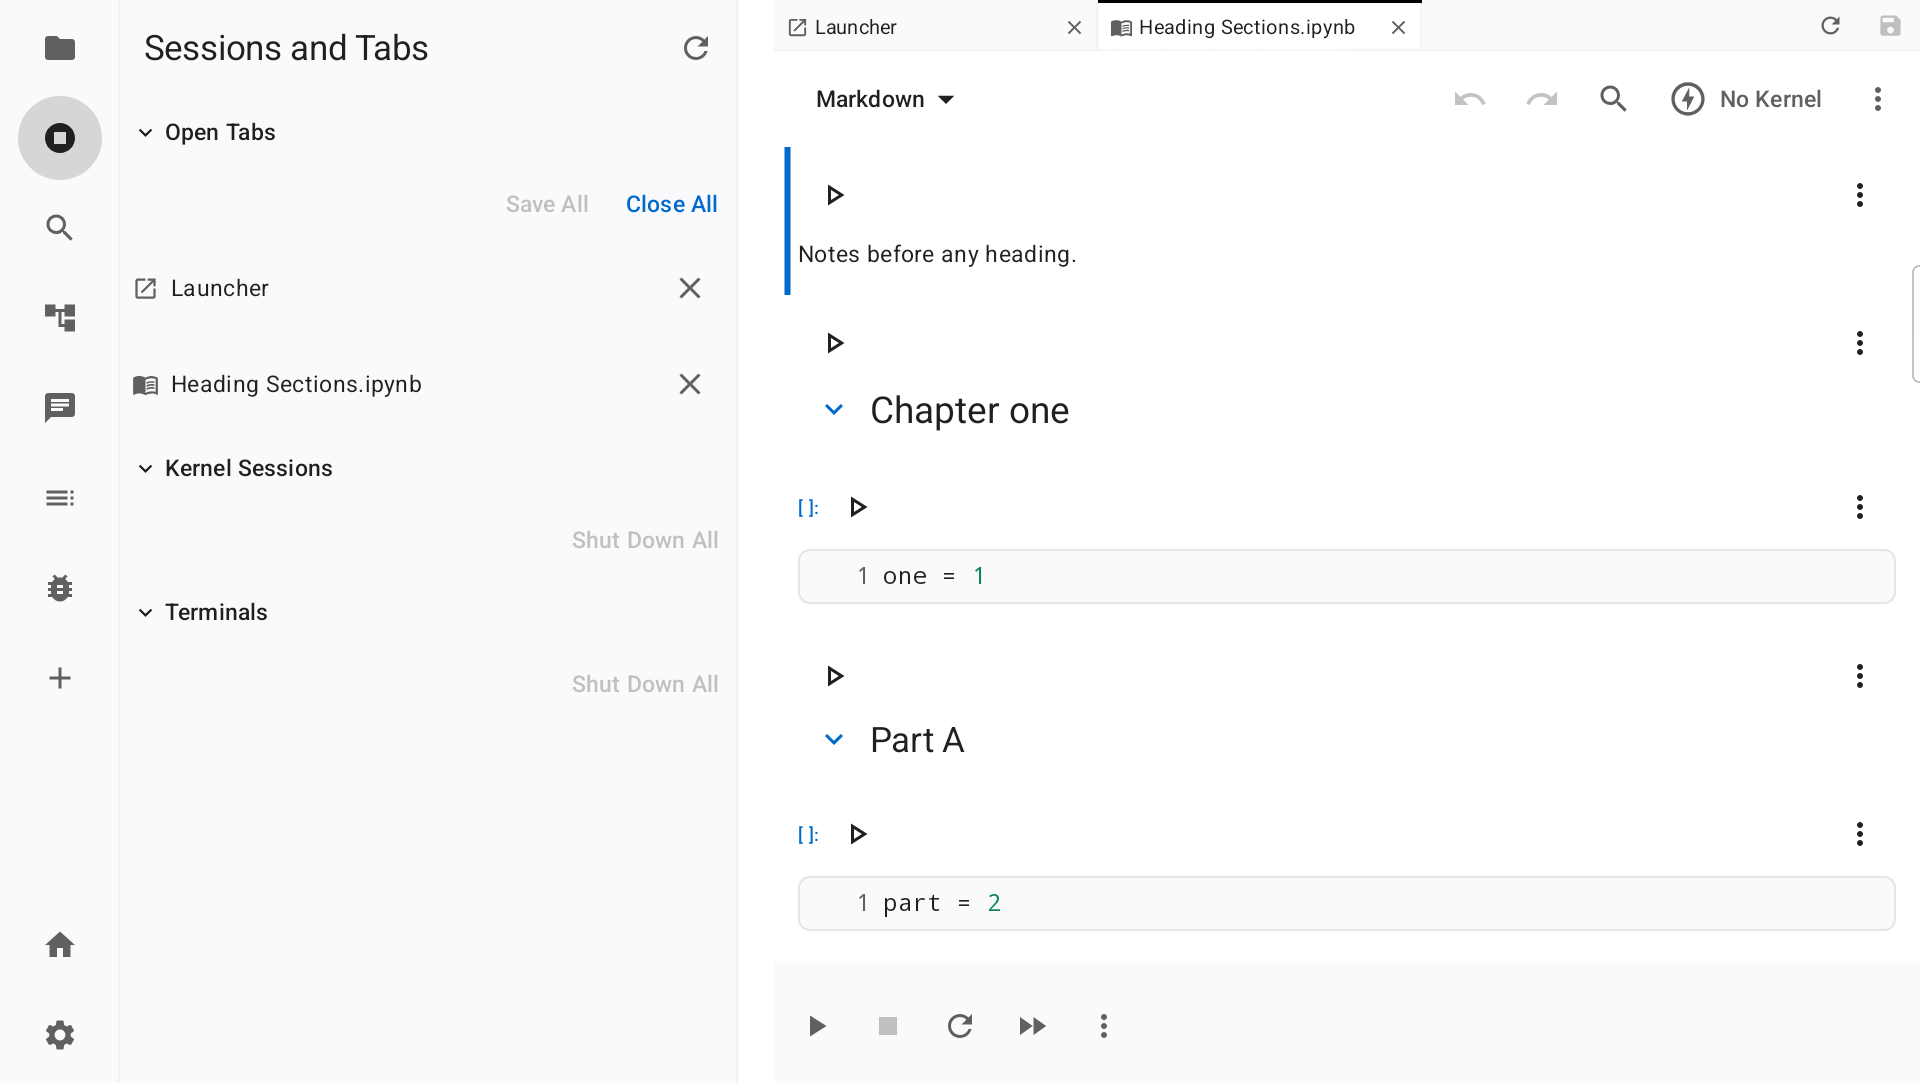 Sessions and Tabs
Open Tabs
Save All Close All
Launcher
Heading Sections.ipynb
Kernel Sessions
Shut Down All
Terminals
Shut Down All
Launcher
Heading Sections.ipynb
Markdown
No Kernel
Notes before any heading.
Chapter one
[ ]:
1 one = 1
Part A
[ ]:
1 part = 2